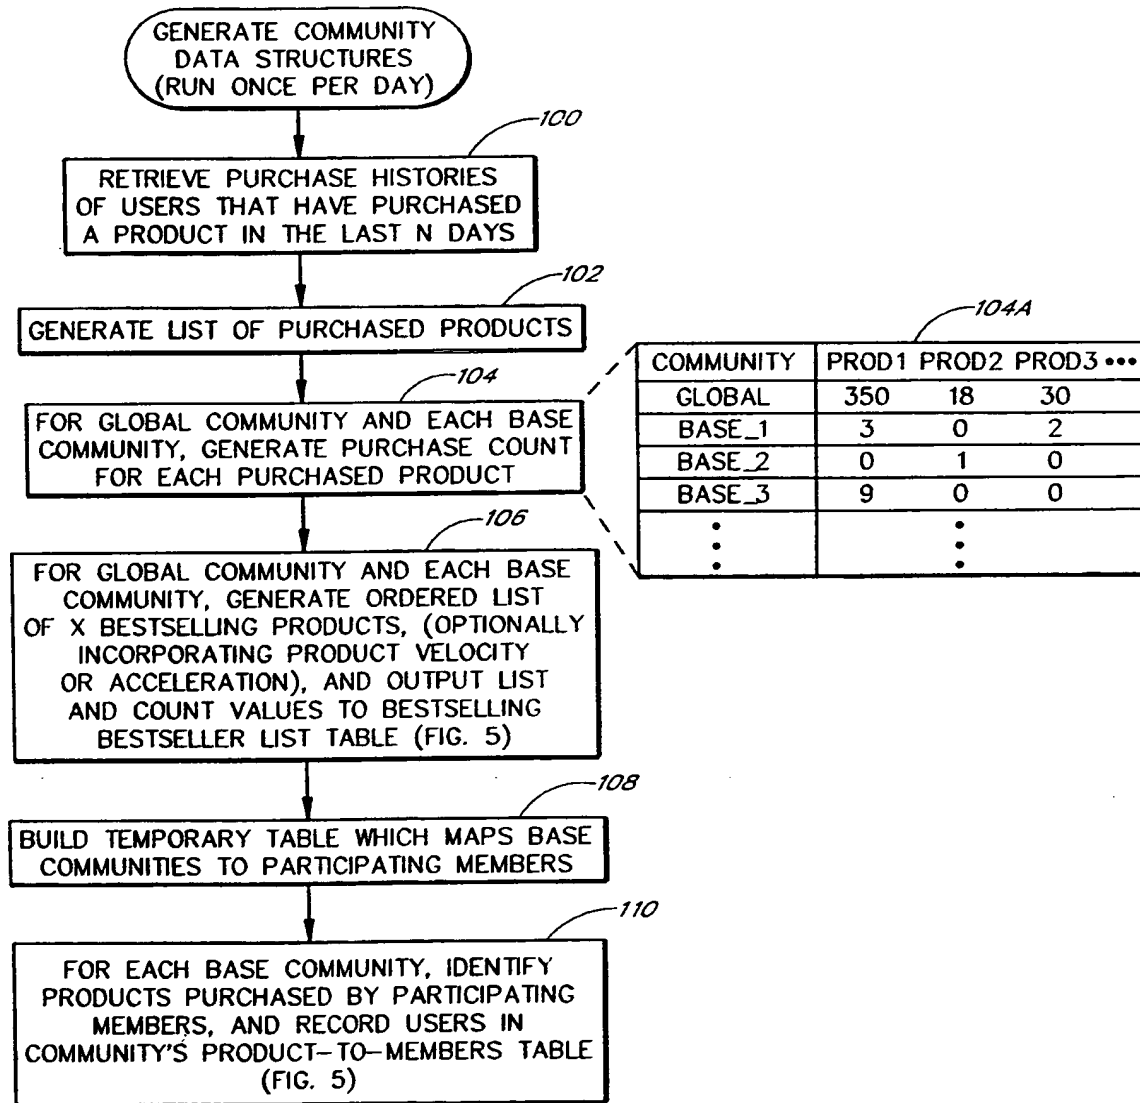 GENERATE COMMUNITY
DATA STRUCTURES
(RUN ONCE PER DAY)
100
RETRIEVE PURCHASE HISTORIES
OF USERS THAT HAVE PURCHASED
A PRODUCT IN THE LAST N DAYS
102
GENERATE LIST OF PURCHASED PRODUCTS
104
FOR GLOBAL COMMUNITY AND EACH BASE
COMMUNITY, GENERATE PURCHASE COUNT
FOR EACH PURCHASED PRODUCT
104A
COMMUNITY PROD1 PROD2 PROD3 •••
GLOBAL 350 18 30
BASE_1 3 0 2
BASE_2 0 1 0
BASE_3 9 0 0
106
FOR GLOBAL COMMUNITY AND EACH BASE
COMMUNITY, GENERATE ORDERED LIST
OF X BESTSELLING PRODUCTS, (OPTIONALLY
INCORPORATING PRODUCT VELOCITY
OR ACCELERATION), AND OUTPUT LIST
AND COUNT VALUES TO BESTSELLING
BESTSELLER LIST TABLE (FIG. 5)
108
BUILD TEMPORARY TABLE WHICH MAPS BASE
COMMUNITIES TO PARTICIPATING MEMBERS
110
FOR EACH BASE COMMUNITY, IDENTIFY
PRODUCTS PURCHASED BY PARTICIPATING
MEMBERS, AND RECORD USERS IN
COMMUNITY'S PRODUCT-TO-MEMBERS TABLE
(FIG. 5)